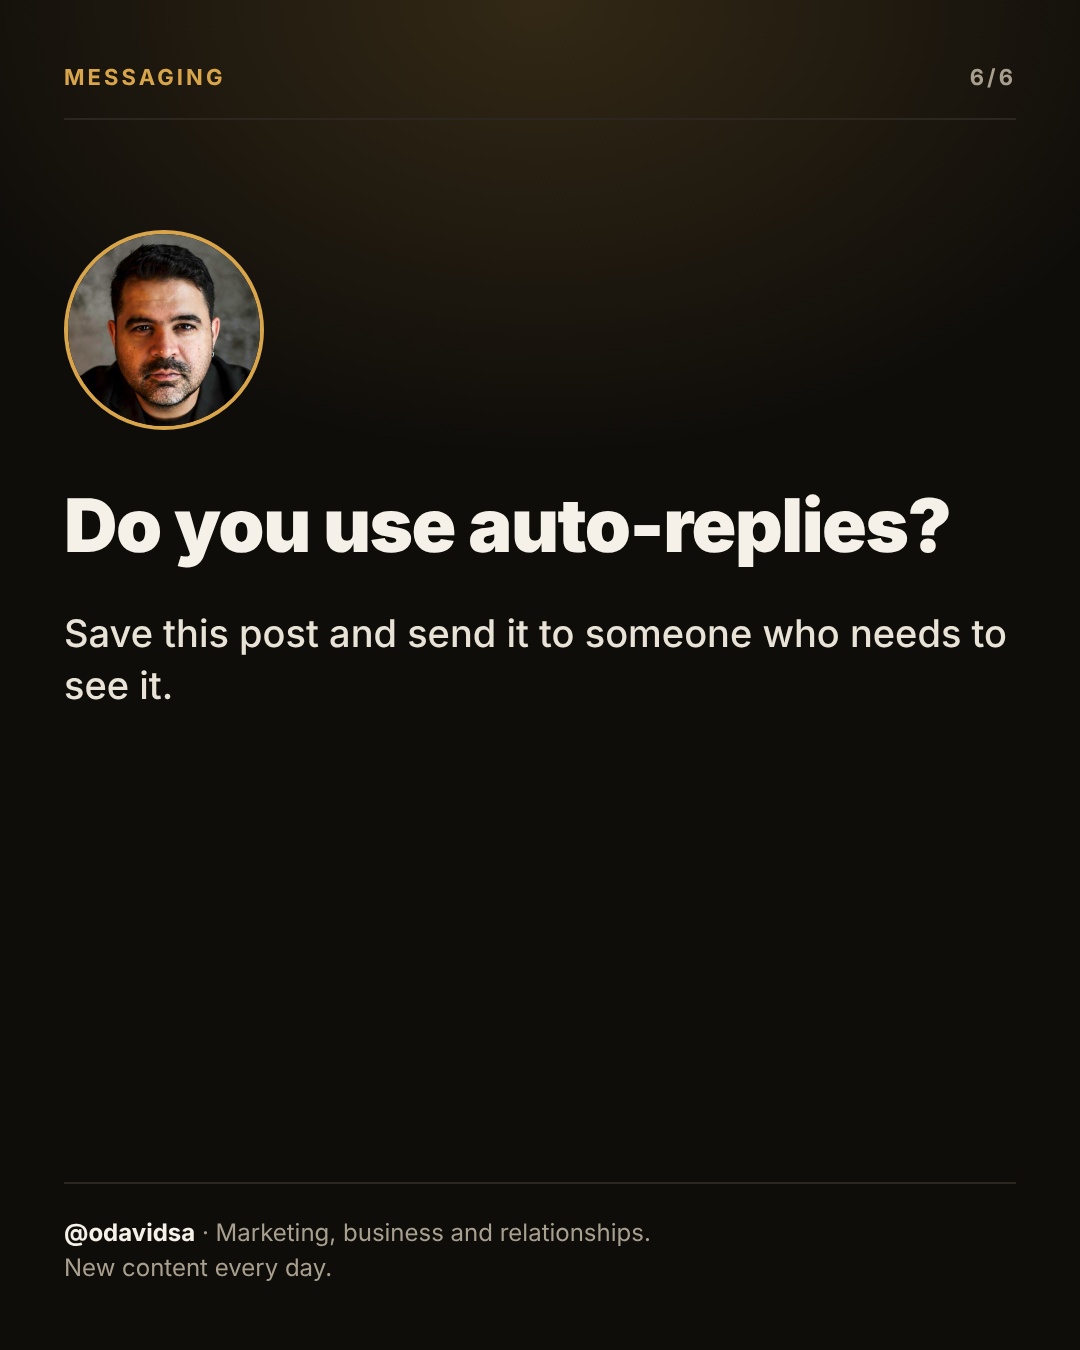 MESSAGING
6/6
Do you use auto-replies?
Save this post and send it to someone who needs to
see it.
@odavidsa · Marketing, business and relationships.
New content every day.